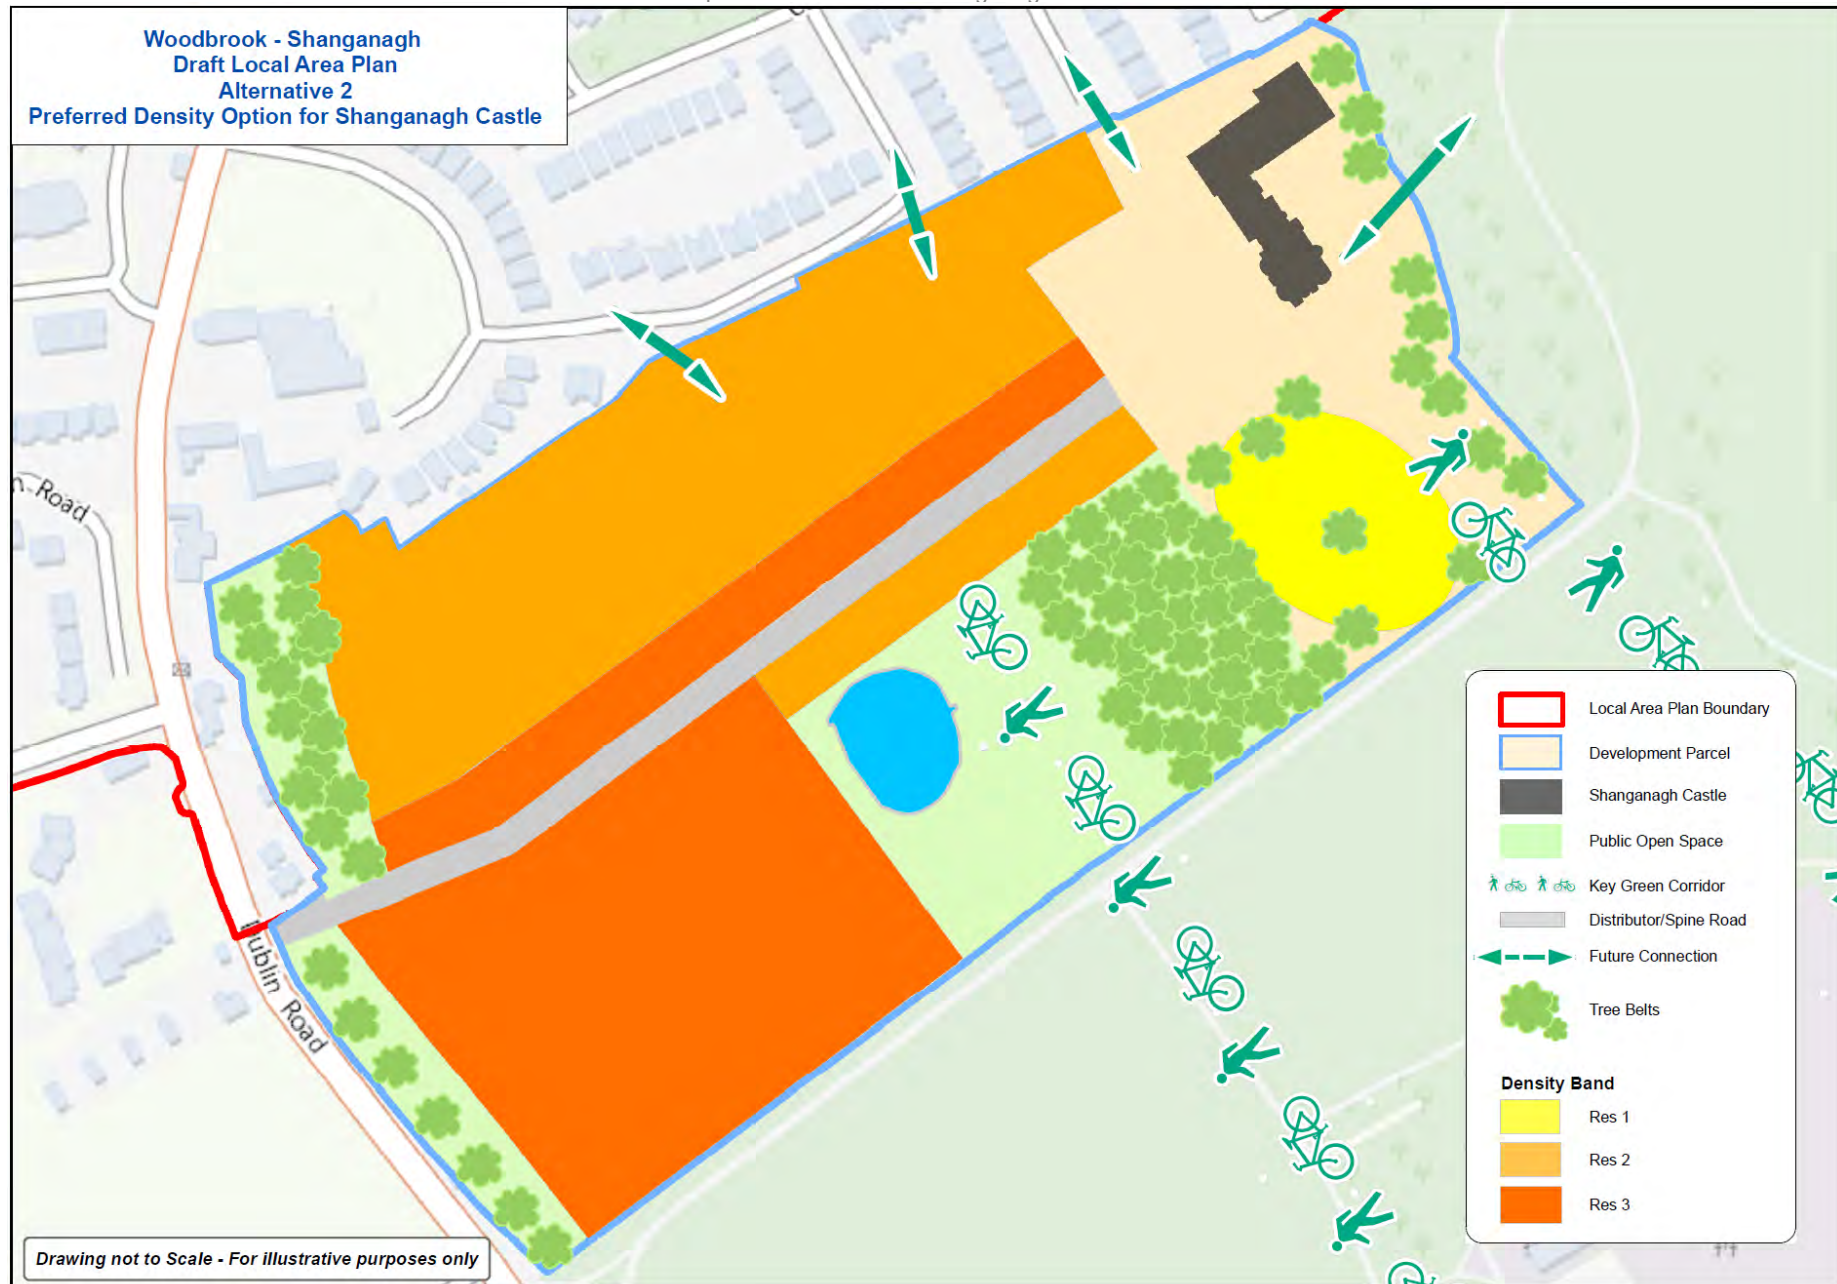 Woodbrook - Shanganagh
Draft Local Area Plan
Alternative 2
Preferred Density Option for Shanganagh Castle
Road
Dublin Road
Local Area Plan Boundary
Development Parcel
Shanganagh Castle
Public Open Space
Key Green Corridor
Distributor/Spine Road
Future Connection
Tree Belts
Density Band
Res 1
Res 2
Res 3
Drawing not to Scale - For illustrative purposes only